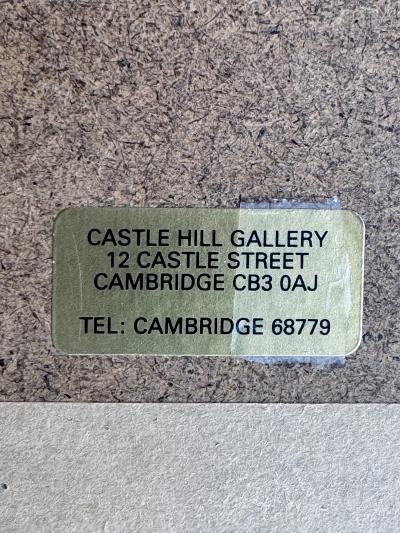 CASTLE HILL GALLERY
12 CASTLE STREET
CAMBRIDGE CB3 0AJ
TEL: CAMBRIDGE 68779